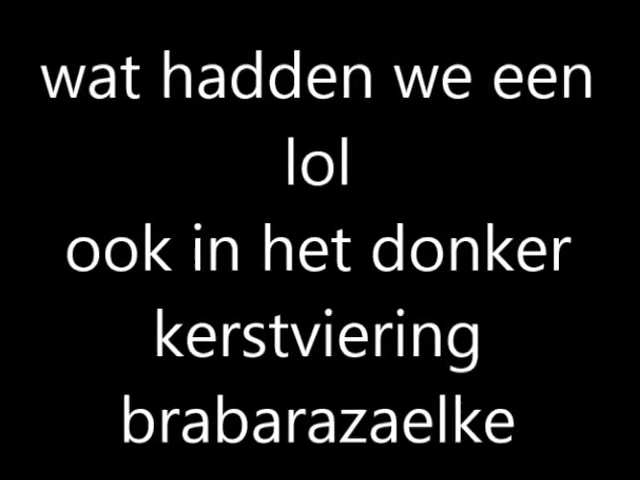 wat hadden we een
lol
ook in het donker
kerstviering
brabarazaelke